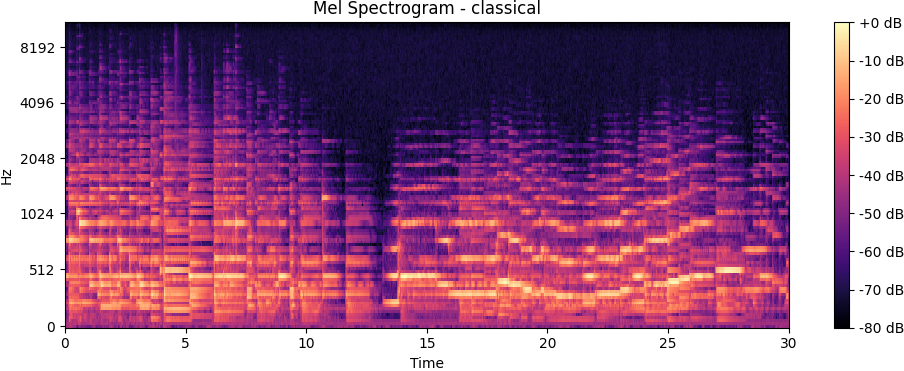 Mel Spectrogram - classical
Hz
8192
4096
2048
1024
512
0
0 5 10 15 20 25 30
Time
+0 dB
-10 dB
-20 dB
-30 dB
-40 dB
-50 dB
-60 dB
-70 dB
-80 dB